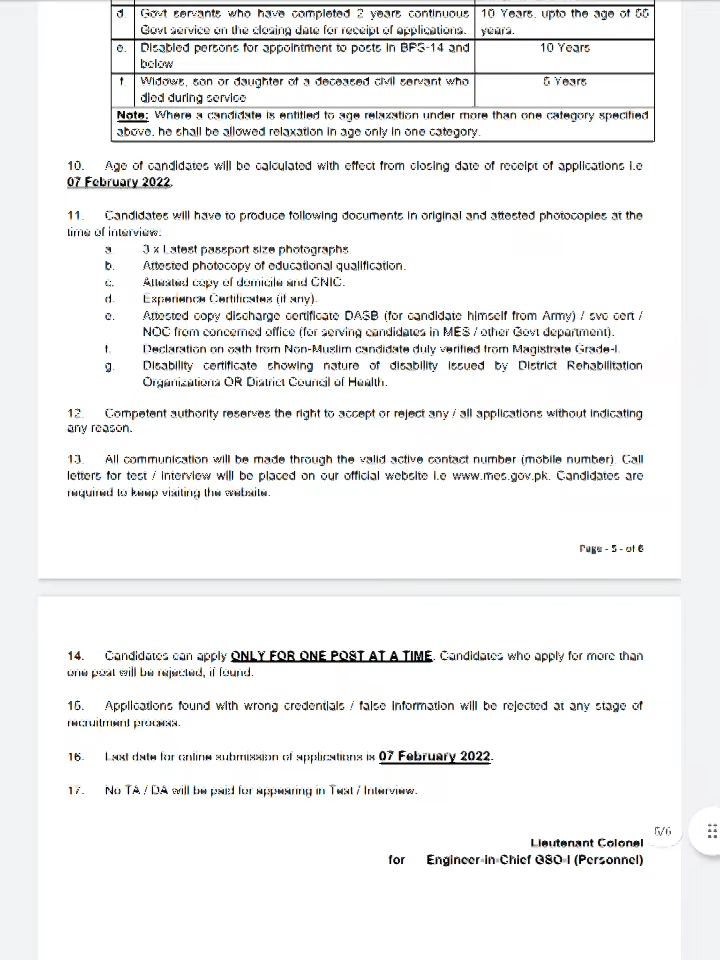 d. Govt servants who have completed 2 years continuous Govt service on the closing date for receipt of applications.
10 Years, upto the age of 55 years.
e. Disabled persons for appointment to posts in BPS-14 and below
10 Years
f. Widows, son or daughter of a deceased civil servant who died during service
5 Years
Note: Where a candidate is entitled to age relaxation under more than one category specified
above, he shall be allowed relaxation in age only in one category.
10. Age of candidates will be calculated with effect from closing date of receipt of applications i.e
07 February 2022.
11. Candidates will have to produce following documents in original and attested photocopies at the
time of interview:
a. 3 x Latest passport size photographs.
b. Attested photocopy of educational qualification.
c. Attested copy of domicile and CNIC.
d. Experience Certificates (if any).
e. Attested copy discharge certificate DASB (for candidate himself from Army) / svc cert /
NOC from concerned office (for serving candidates in MES / other Govt department).
f. Declaration on oath from Non-Muslim candidate duly verified from Magistrate Grade-I.
g. Disability certificate showing nature of disability issued by District Rehabilitation
Organizations OR District Council of Health.
12. Competent authority reserves the right to accept or reject any / all applications without indicating
any reason.
13. All communication will be made through the valid active contact number (mobile number). Call
letters for test / interview will be placed on our official website i.e www.mes.gov.pk. Candidates are
required to keep visiting the website.
Page - 5 - of 6
14. Candidates can apply ONLY FOR ONE POST AT A TIME. Candidates who apply for more than
one post will be rejected, if found.
15. Applications found with wrong credentials / false information will be rejected at any stage of
recruitment process.
16. Last date for online submission of applications is 07 February 2022.
17. No TA / DA will be paid for appearing in Test / Interview.
5/6
Lieutenant Colonel
for Engineer-in-Chief GSO-I (Personnel)